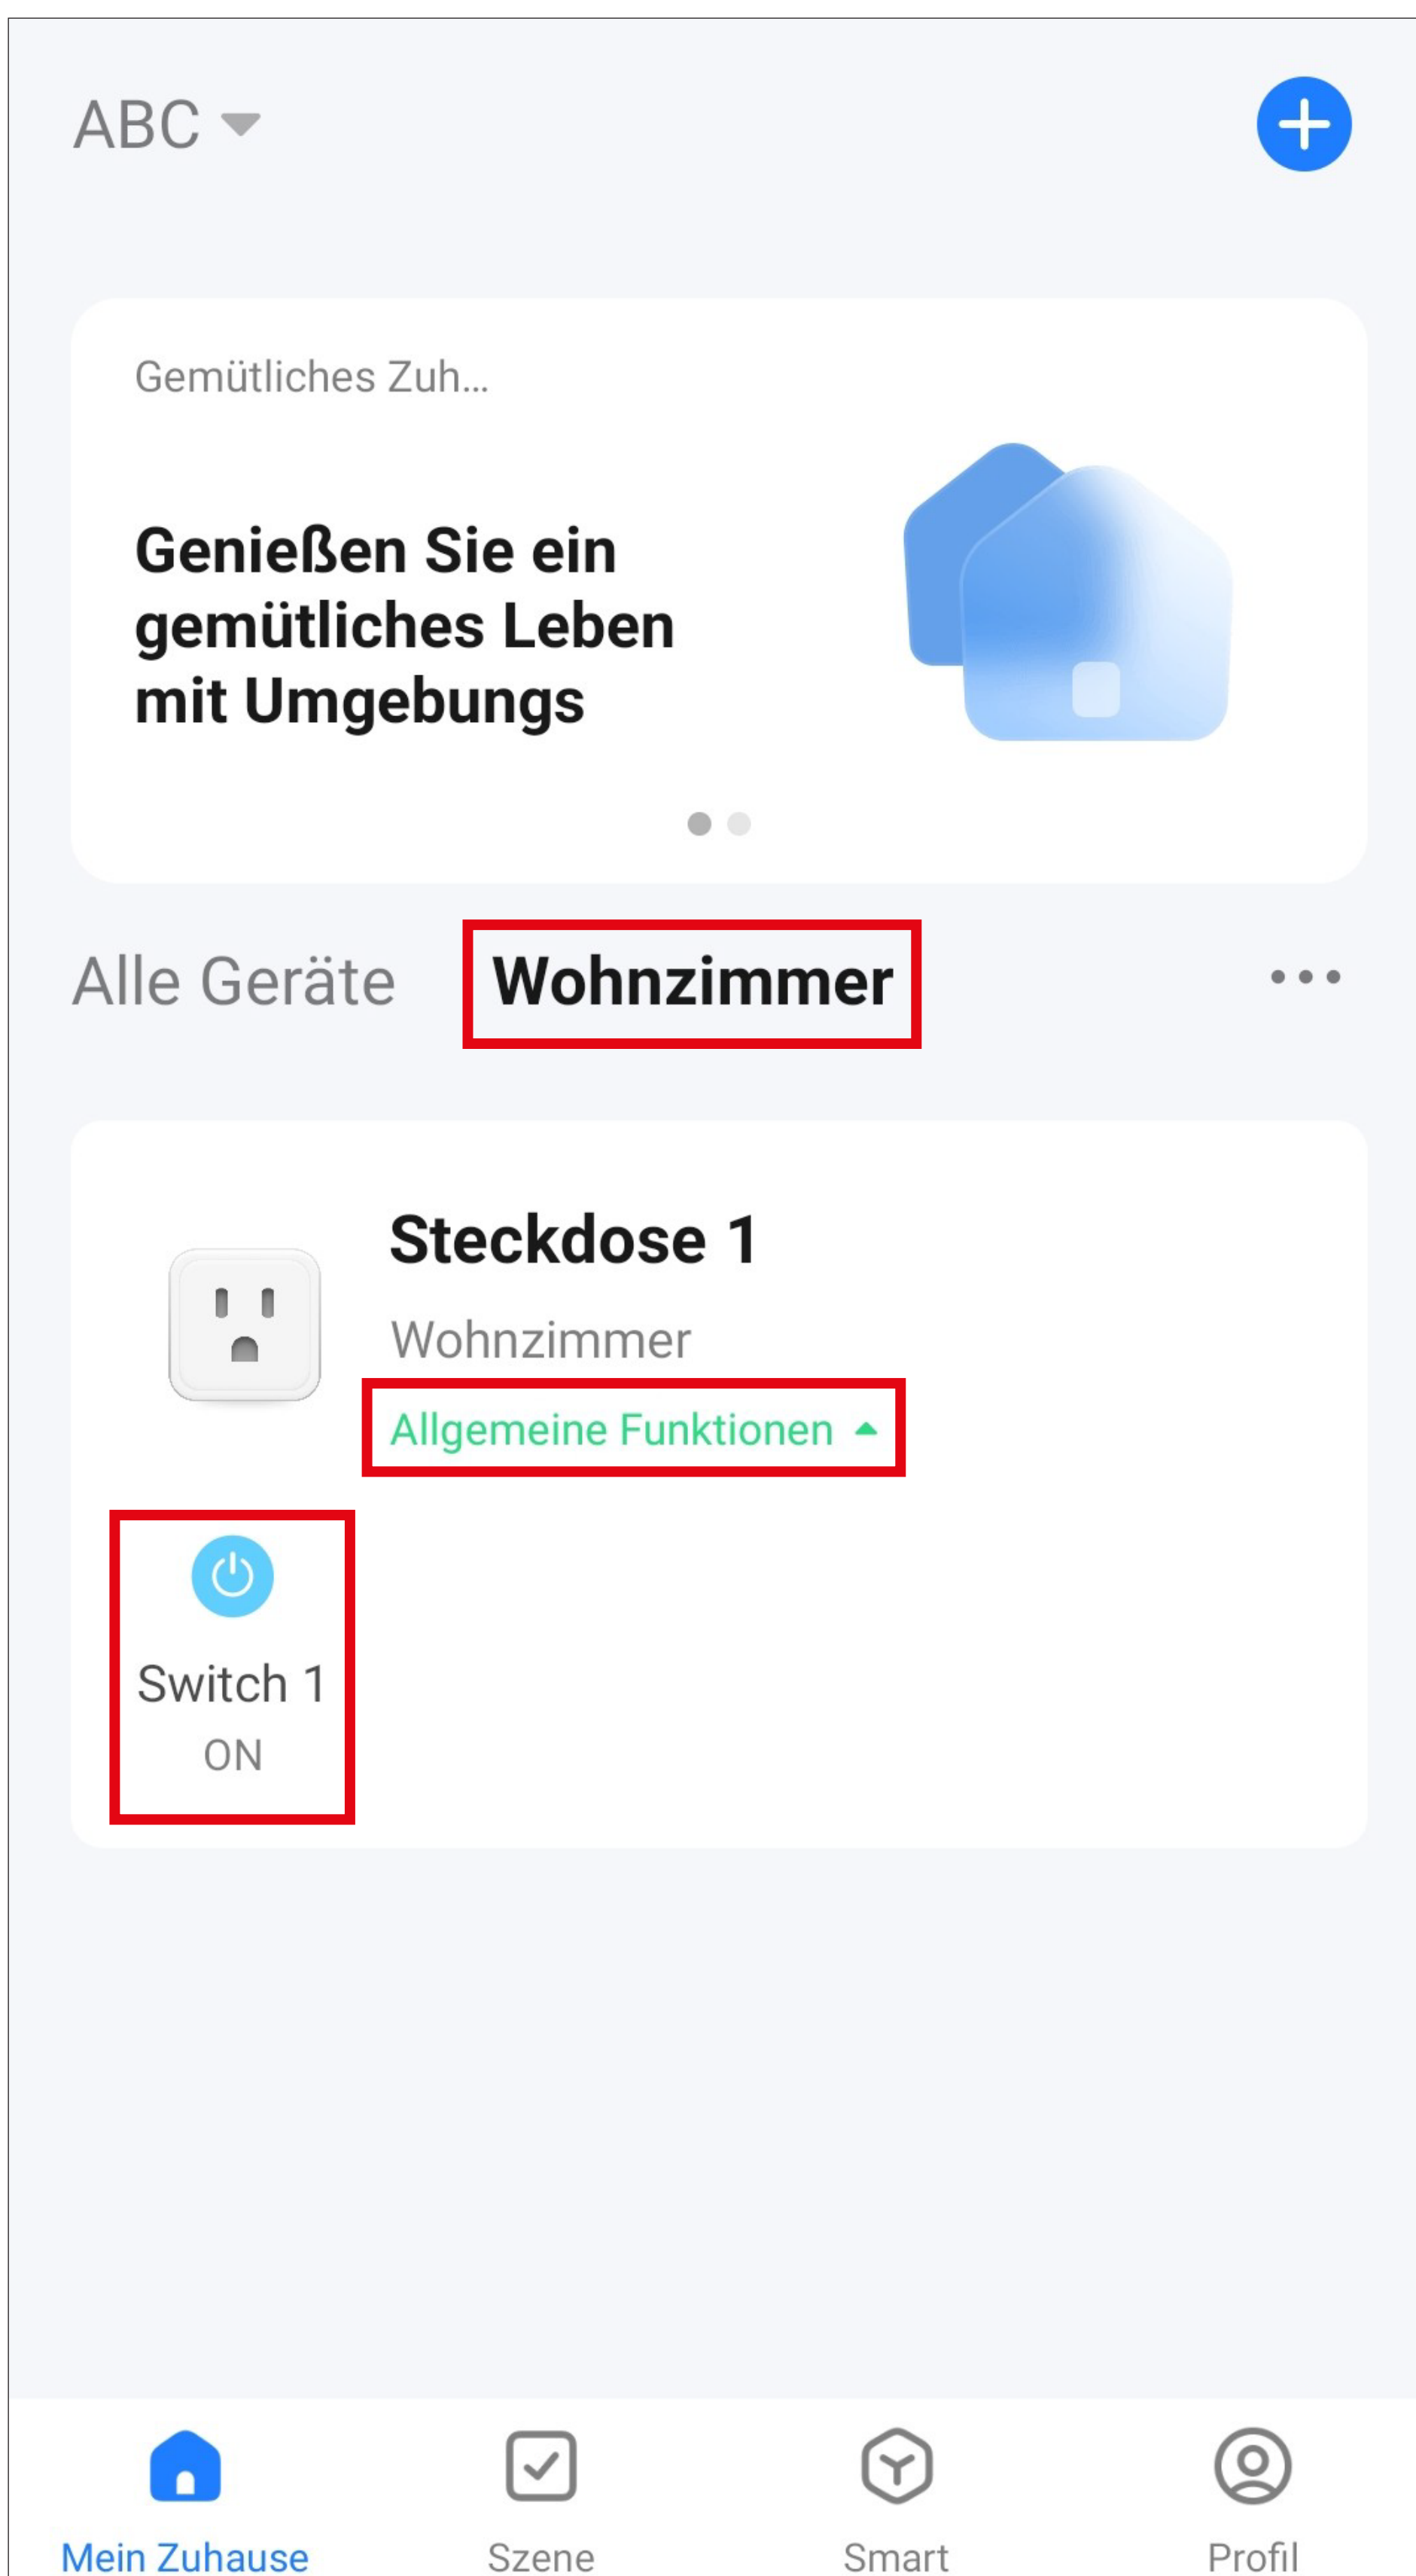 ABC
Gemütliches Zuh...
Genießen Sie ein
gemütliches Leben
mit Umgebungs
Alle Geräte Wohnzimmer
Steckdose 1
Wohnzimmer
Allgemeine Funktionen
Switch 1
ON
Mein Zuhause Szene Smart Profil